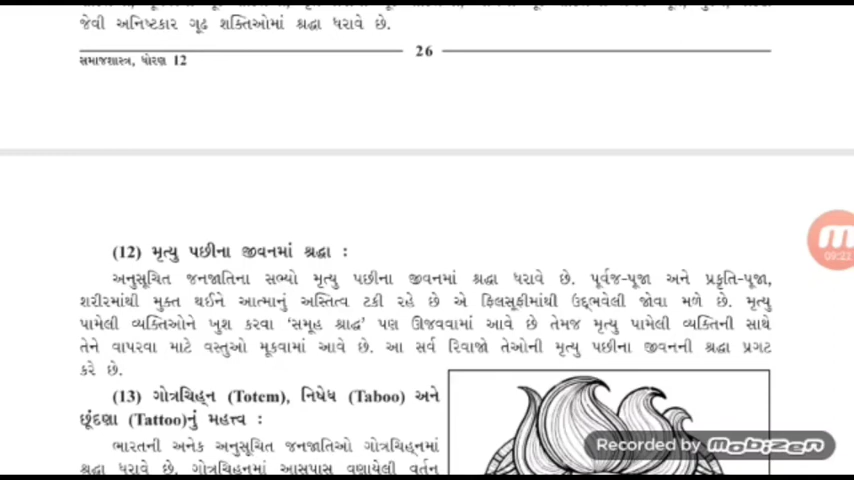 જેવી અનિષ્ટકાર ગૂઢ શક્તિઓમાં શ્રદ્ધા ધરાવે છે.
26
સમાજશાસ્ત્ર, ધોરણ 12
(12) મૃત્યુ પછીના જીવનમાં શ્રદ્ધા :
અનુસૂચિત જનજાતિના સભ્યો મૃત્યુ પછીના જીવનમાં શ્રદ્ધા ધરાવે છે. પૂર્વજ-પૂજા અને પ્રકૃતિ-પૂજા,
શરીરમાંથી મુક્ત થઈને આત્માનું અસ્તિત્વ ટકી રહે છે એ ફિલસૂફીમાંથી ઉદ્ભવેલી જોવા મળે છે. મૃત્યુ
પામેલી વ્યક્તિઓને ખુશ કરવા ‘સમૂહ શ્રાદ્ધ’ પણ ઊજવવામાં આવે છે તેમજ મૃત્યુ પામેલી વ્યક્તિની સાથે
તેને વાપરવા માટે વસ્તુઓ મૂકવામાં આવે છે. આ સર્વ રિવાજો તેઓની મૃત્યુ પછીના જીવનની શ્રદ્ધા પ્રગટ
કરે છે.
(13) ગોત્રચિહ્ન (Totem), નિષેધ (Taboo) અને
છૂંદણા (Tattoo)નું મહત્ત્વ :
ભારતની અનેક અનુસૂચિત જનજાતિઓ ગોત્રચિહ્નમાં
શ્રદ્ધા ધરાવે છે. ગોત્રચિહ્નમાં આસપાસ વણાયેલી વર્તન
09:22
Recorded by mobizen